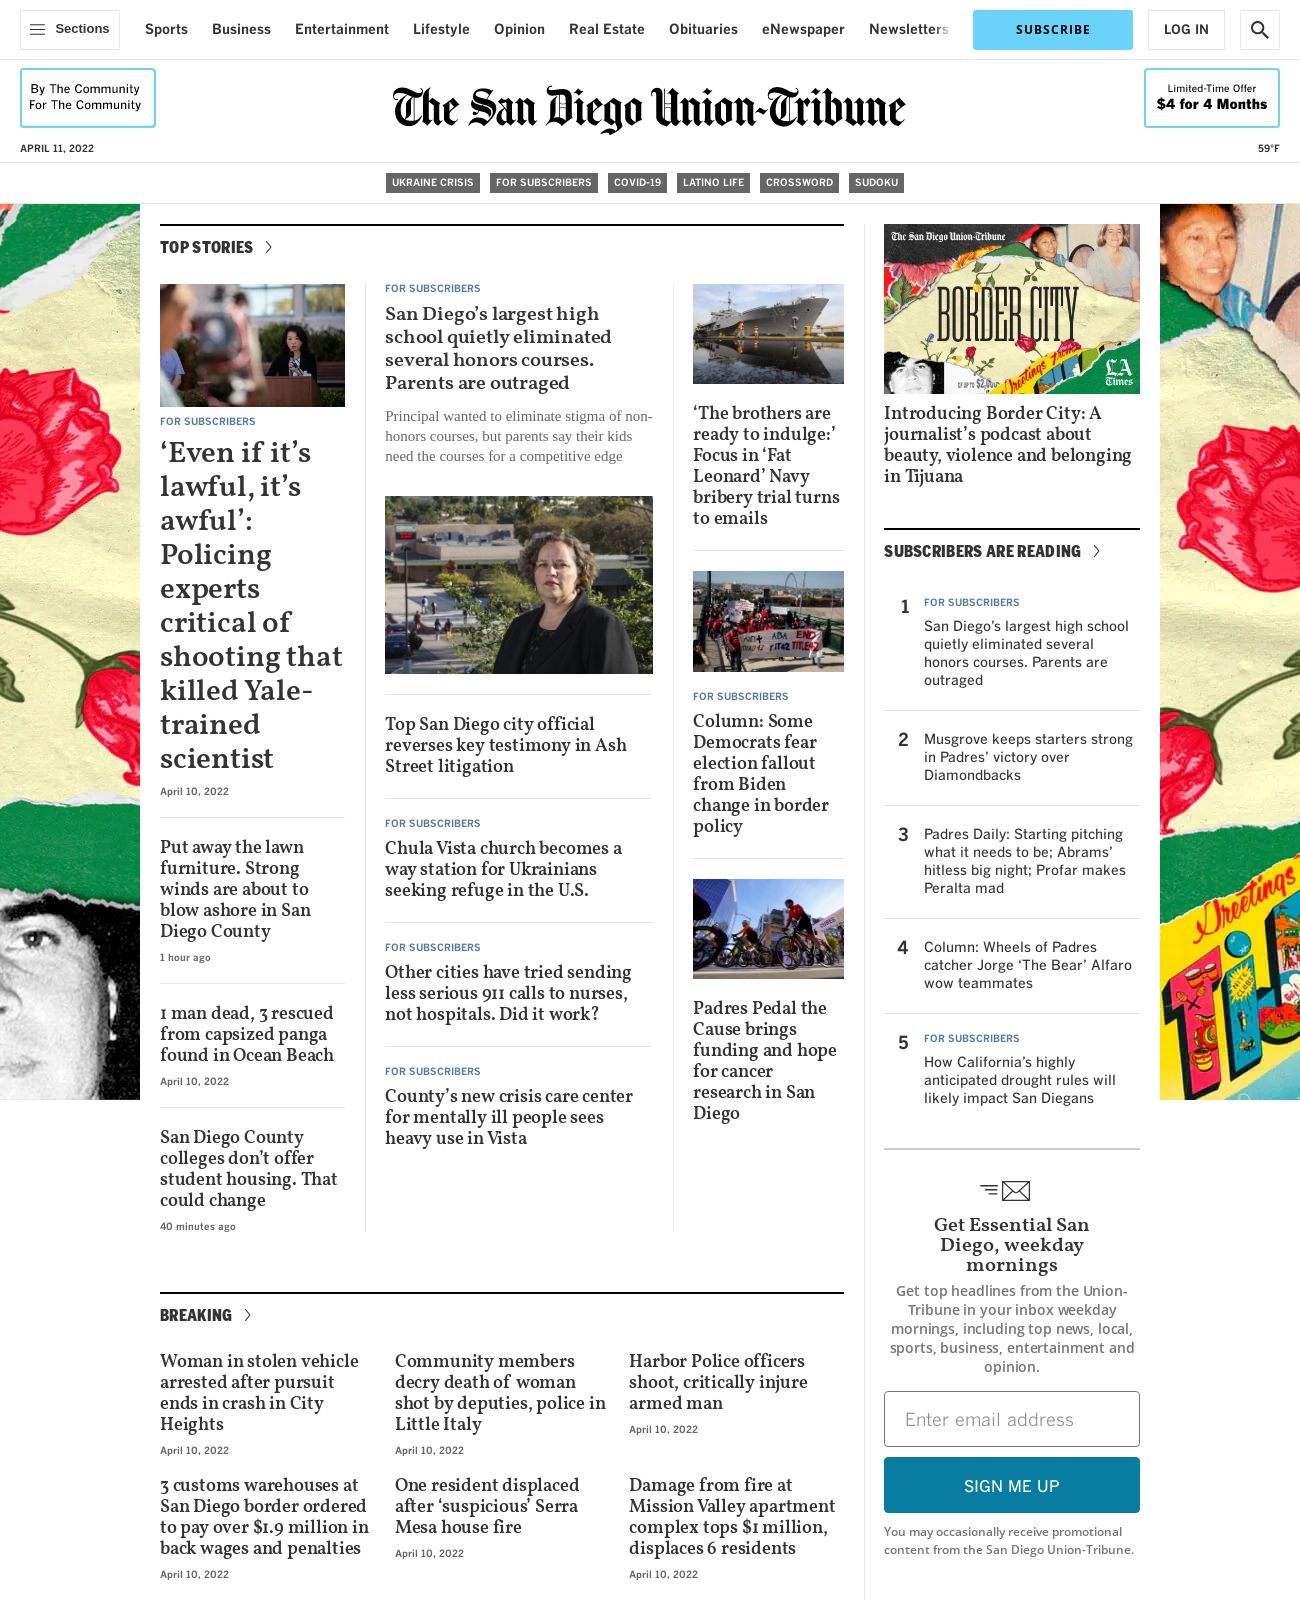 Sections
Sports
Business
Entertainment
Lifestyle
Opinion
Real Estate
Obituaries
eNewspaper
Newsletters
SUBSCRIBE
LOG IN
By The Community
For The Community
The San Diego Union-Tribune
Limited-Time Offer
$4 for 4 Months
APRIL 11, 2022
59°F
UKRAINE CRISIS
FOR SUBSCRIBERS
COVID-19
LATINO LIFE
CROSSWORD
SUDOKU
TOP STORIES
FOR SUBSCRIBERS
‘Even if it’s
lawful, it’s
awful’:
Policing
experts
critical of
shooting that
killed Yale-
trained
scientist
April 10, 2022
Put away the lawn
furniture. Strong
winds are about to
blow ashore in San
Diego County
1 hour ago
1 man dead, 3 rescued
from capsized panga
found in Ocean Beach
April 10, 2022
San Diego County
colleges don’t offer
student housing. That
could change
40 minutes ago
FOR SUBSCRIBERS
San Diego’s largest high
school quietly eliminated
several honors courses.
Parents are outraged
Principal wanted to eliminate stigma of non-
honors courses, but parents say their kids
need the courses for a competitive edge
Top San Diego city official
reverses key testimony in Ash
Street litigation
FOR SUBSCRIBERS
Chula Vista church becomes a
way station for Ukrainians
seeking refuge in the U.S.
FOR SUBSCRIBERS
Other cities have tried sending
less serious 911 calls to nurses,
not hospitals. Did it work?
FOR SUBSCRIBERS
County’s new crisis care center
for mentally ill people sees
heavy use in Vista
‘The brothers are
ready to indulge:’
Focus in ‘Fat
Leonard’ Navy
bribery trial turns
to emails
END
TITLE 42
FOR SUBSCRIBERS
Column: Some
Democrats fear
election fallout
from Biden
change in border
policy
Padres Pedal the
Cause brings
funding and hope
for cancer
research in San
Diego
The San Diego Union-Tribune
BORDER CITY
Greetings from
LA
Times
Introducing Border City: A
journalist’s podcast about
beauty, violence and belonging
in Tijuana
SUBSCRIBERS ARE READING
1
FOR SUBSCRIBERS
San Diego’s largest high school
quietly eliminated several
honors courses. Parents are
outraged
2
Musgrove keeps starters strong
in Padres’ victory over
Diamondbacks
3
Padres Daily: Starting pitching
what it needs to be; Abrams’
hitless big night; Profar makes
Peralta mad
4
Column: Wheels of Padres
catcher Jorge ‘The Bear’ Alfaro
wow teammates
5
FOR SUBSCRIBERS
How California’s highly
anticipated drought rules will
likely impact San Diegans
Greetings
Get Essential San
Diego, weekday
mornings
Get top headlines from the Union-
Tribune in your inbox weekday
mornings, including top news, local,
sports, business, entertainment and
opinion.
Enter email address
SIGN ME UP
You may occasionally receive promotional
content from the San Diego Union-Tribune.
BREAKING
Woman in stolen vehicle
arrested after pursuit
ends in crash in City
Heights
April 10, 2022
Community members
decry death of woman
shot by deputies, police in
Little Italy
April 10, 2022
Harbor Police officers
shoot, critically injure
armed man
April 10, 2022
3 customs warehouses at
San Diego border ordered
to pay over $1.9 million in
back wages and penalties
April 10, 2022
One resident displaced
after ‘suspicious’ Serra
Mesa house fire
April 10, 2022
Damage from fire at
Mission Valley apartment
complex tops $1 million,
displaces 6 residents
April 10, 2022